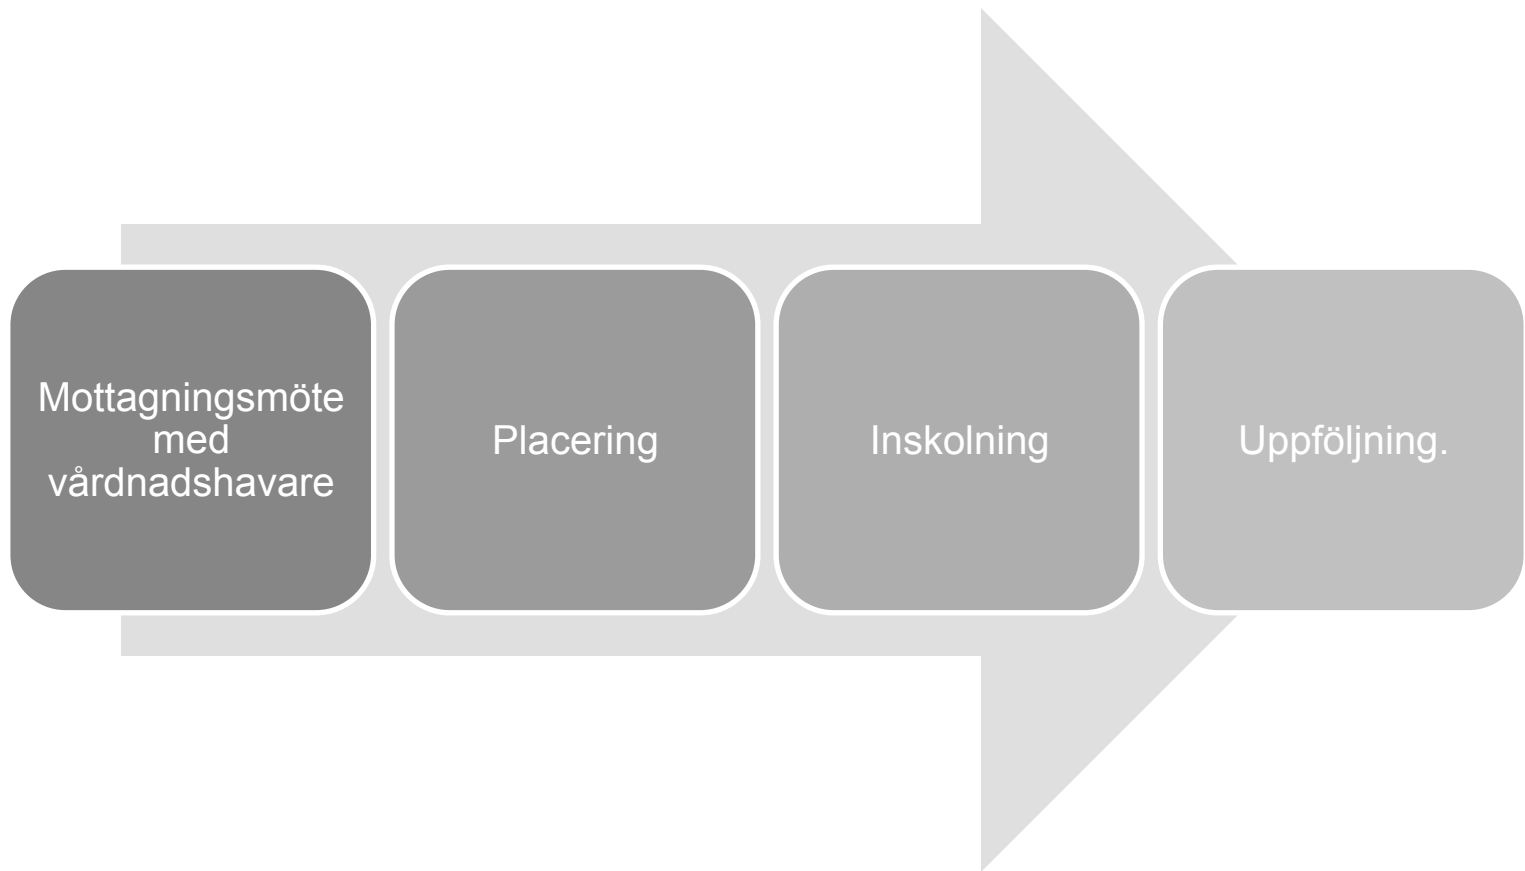 Mottagningsmöte
med
vårdnadshavare
Placering
Inskolning
Uppföljning.